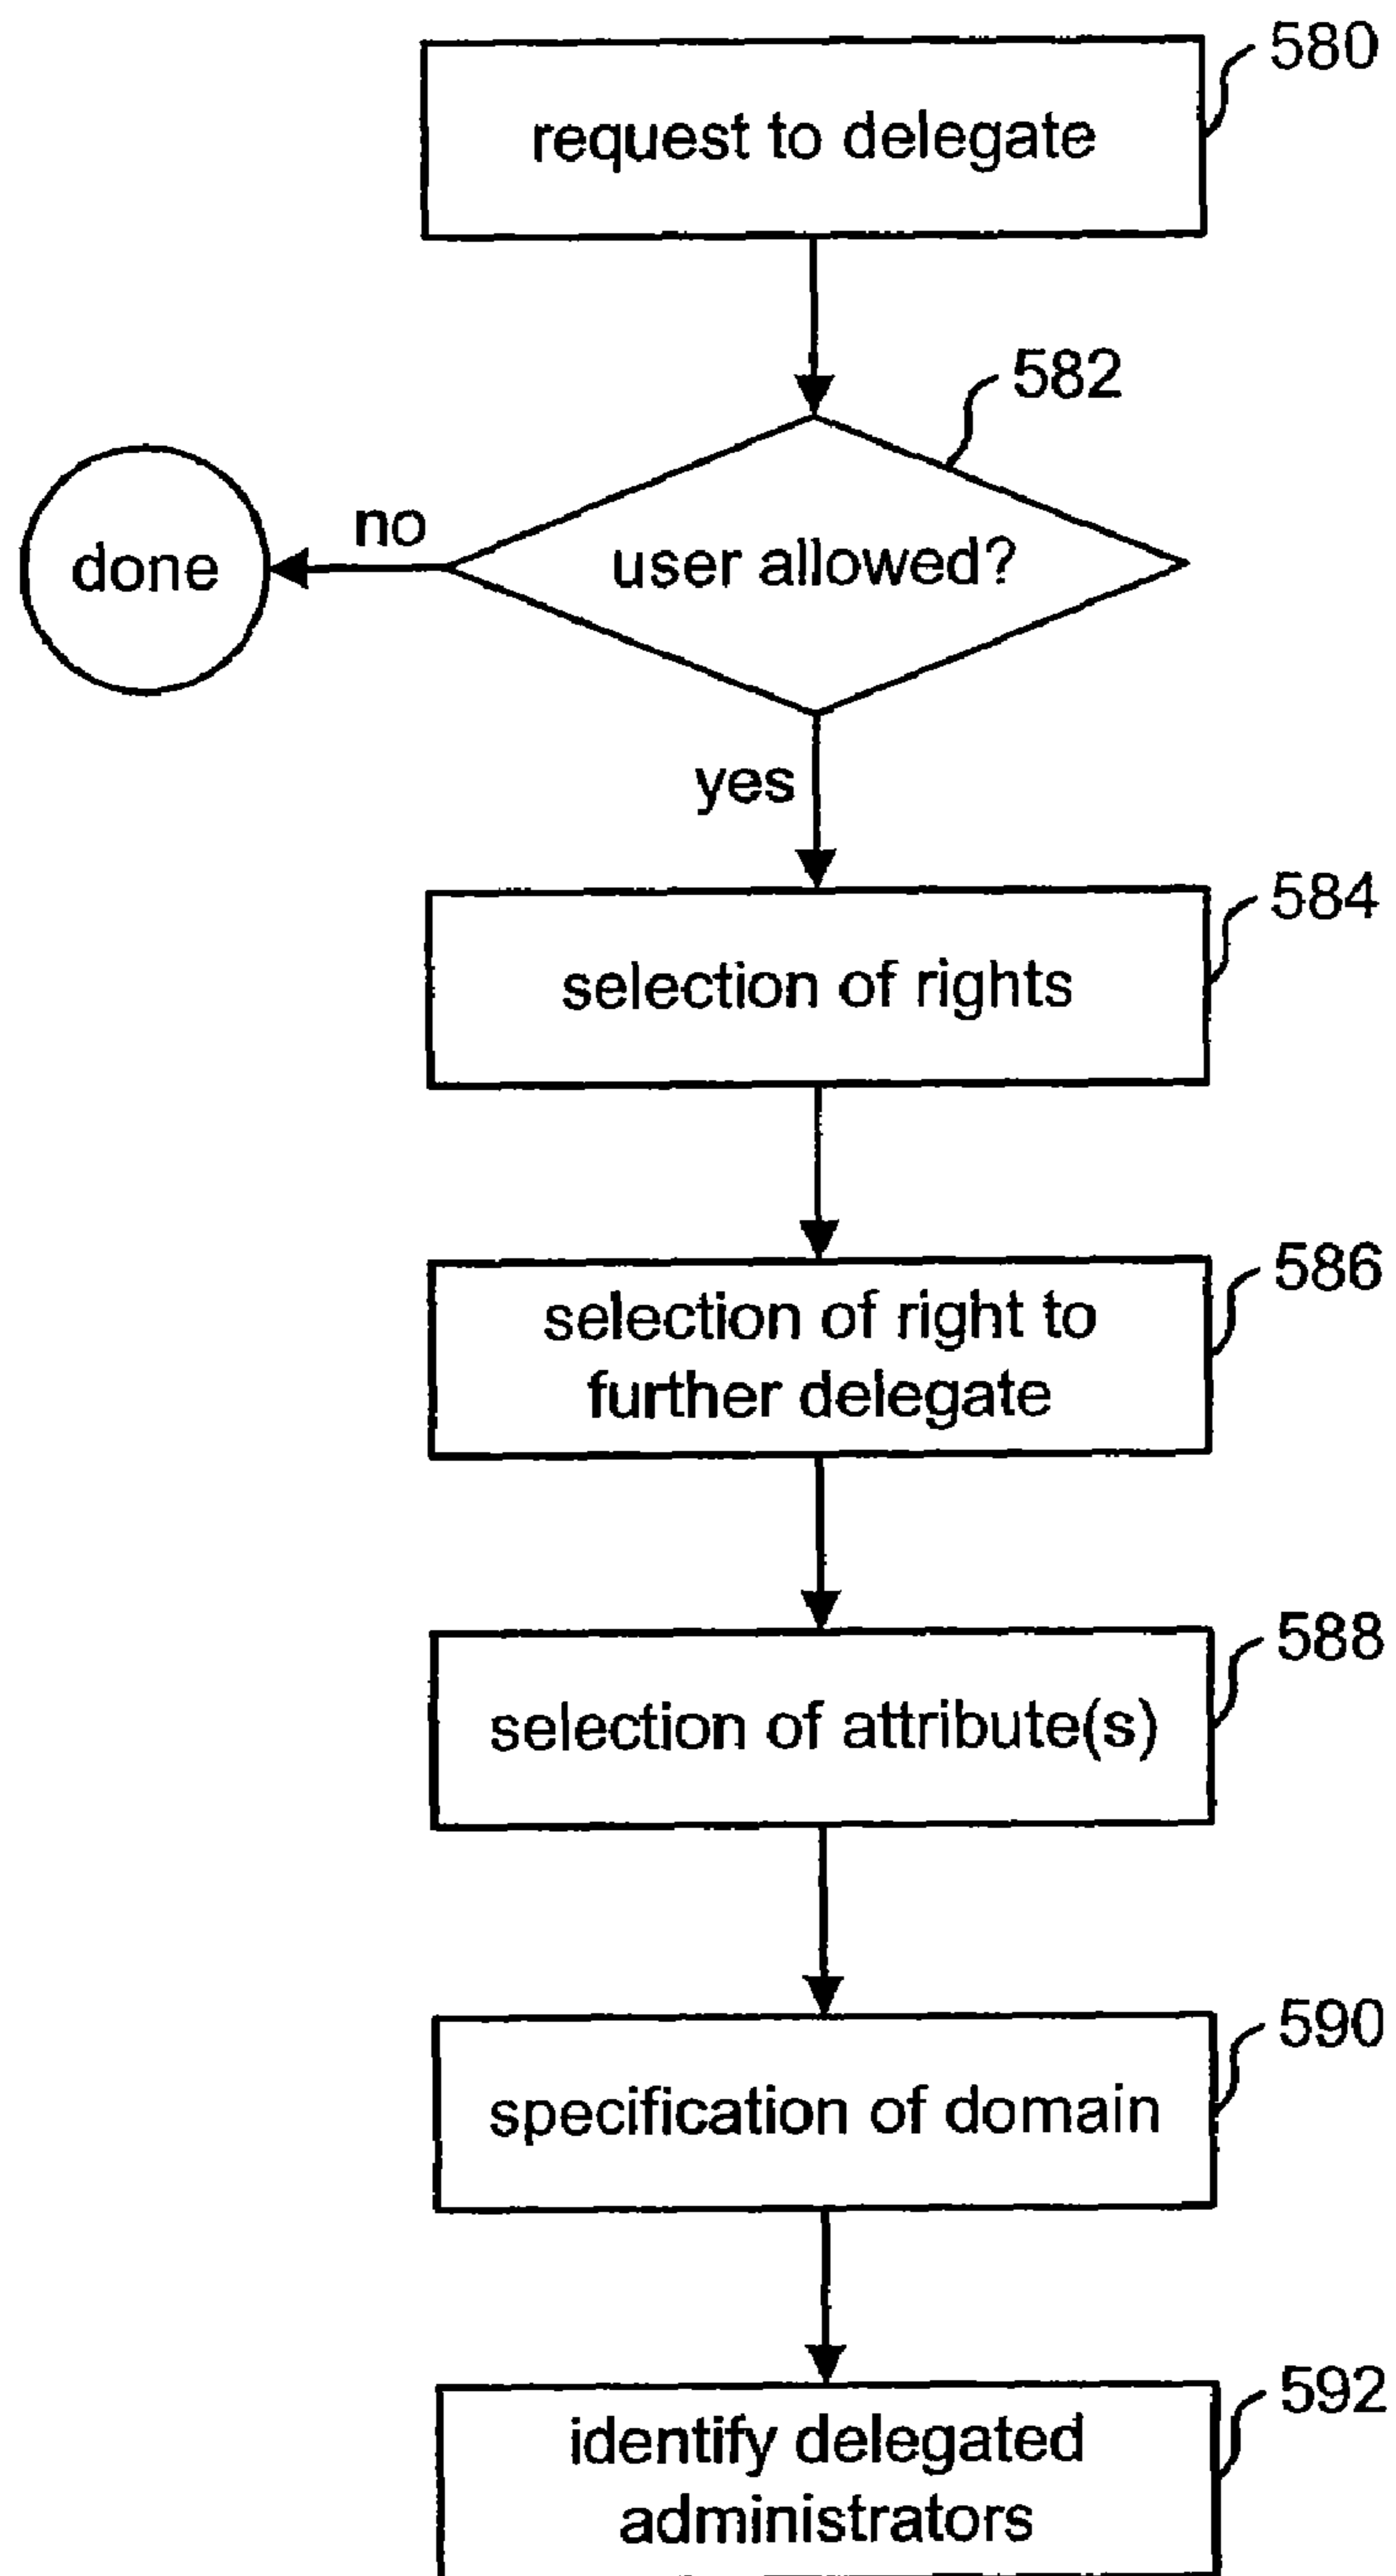 580
request to delegate
582
no
done
user allowed?
yes
584
selection of rights
586
selection of right to
further delegate
588
selection of attribute(s)
590
specification of domain
592
identify delegated
administrators